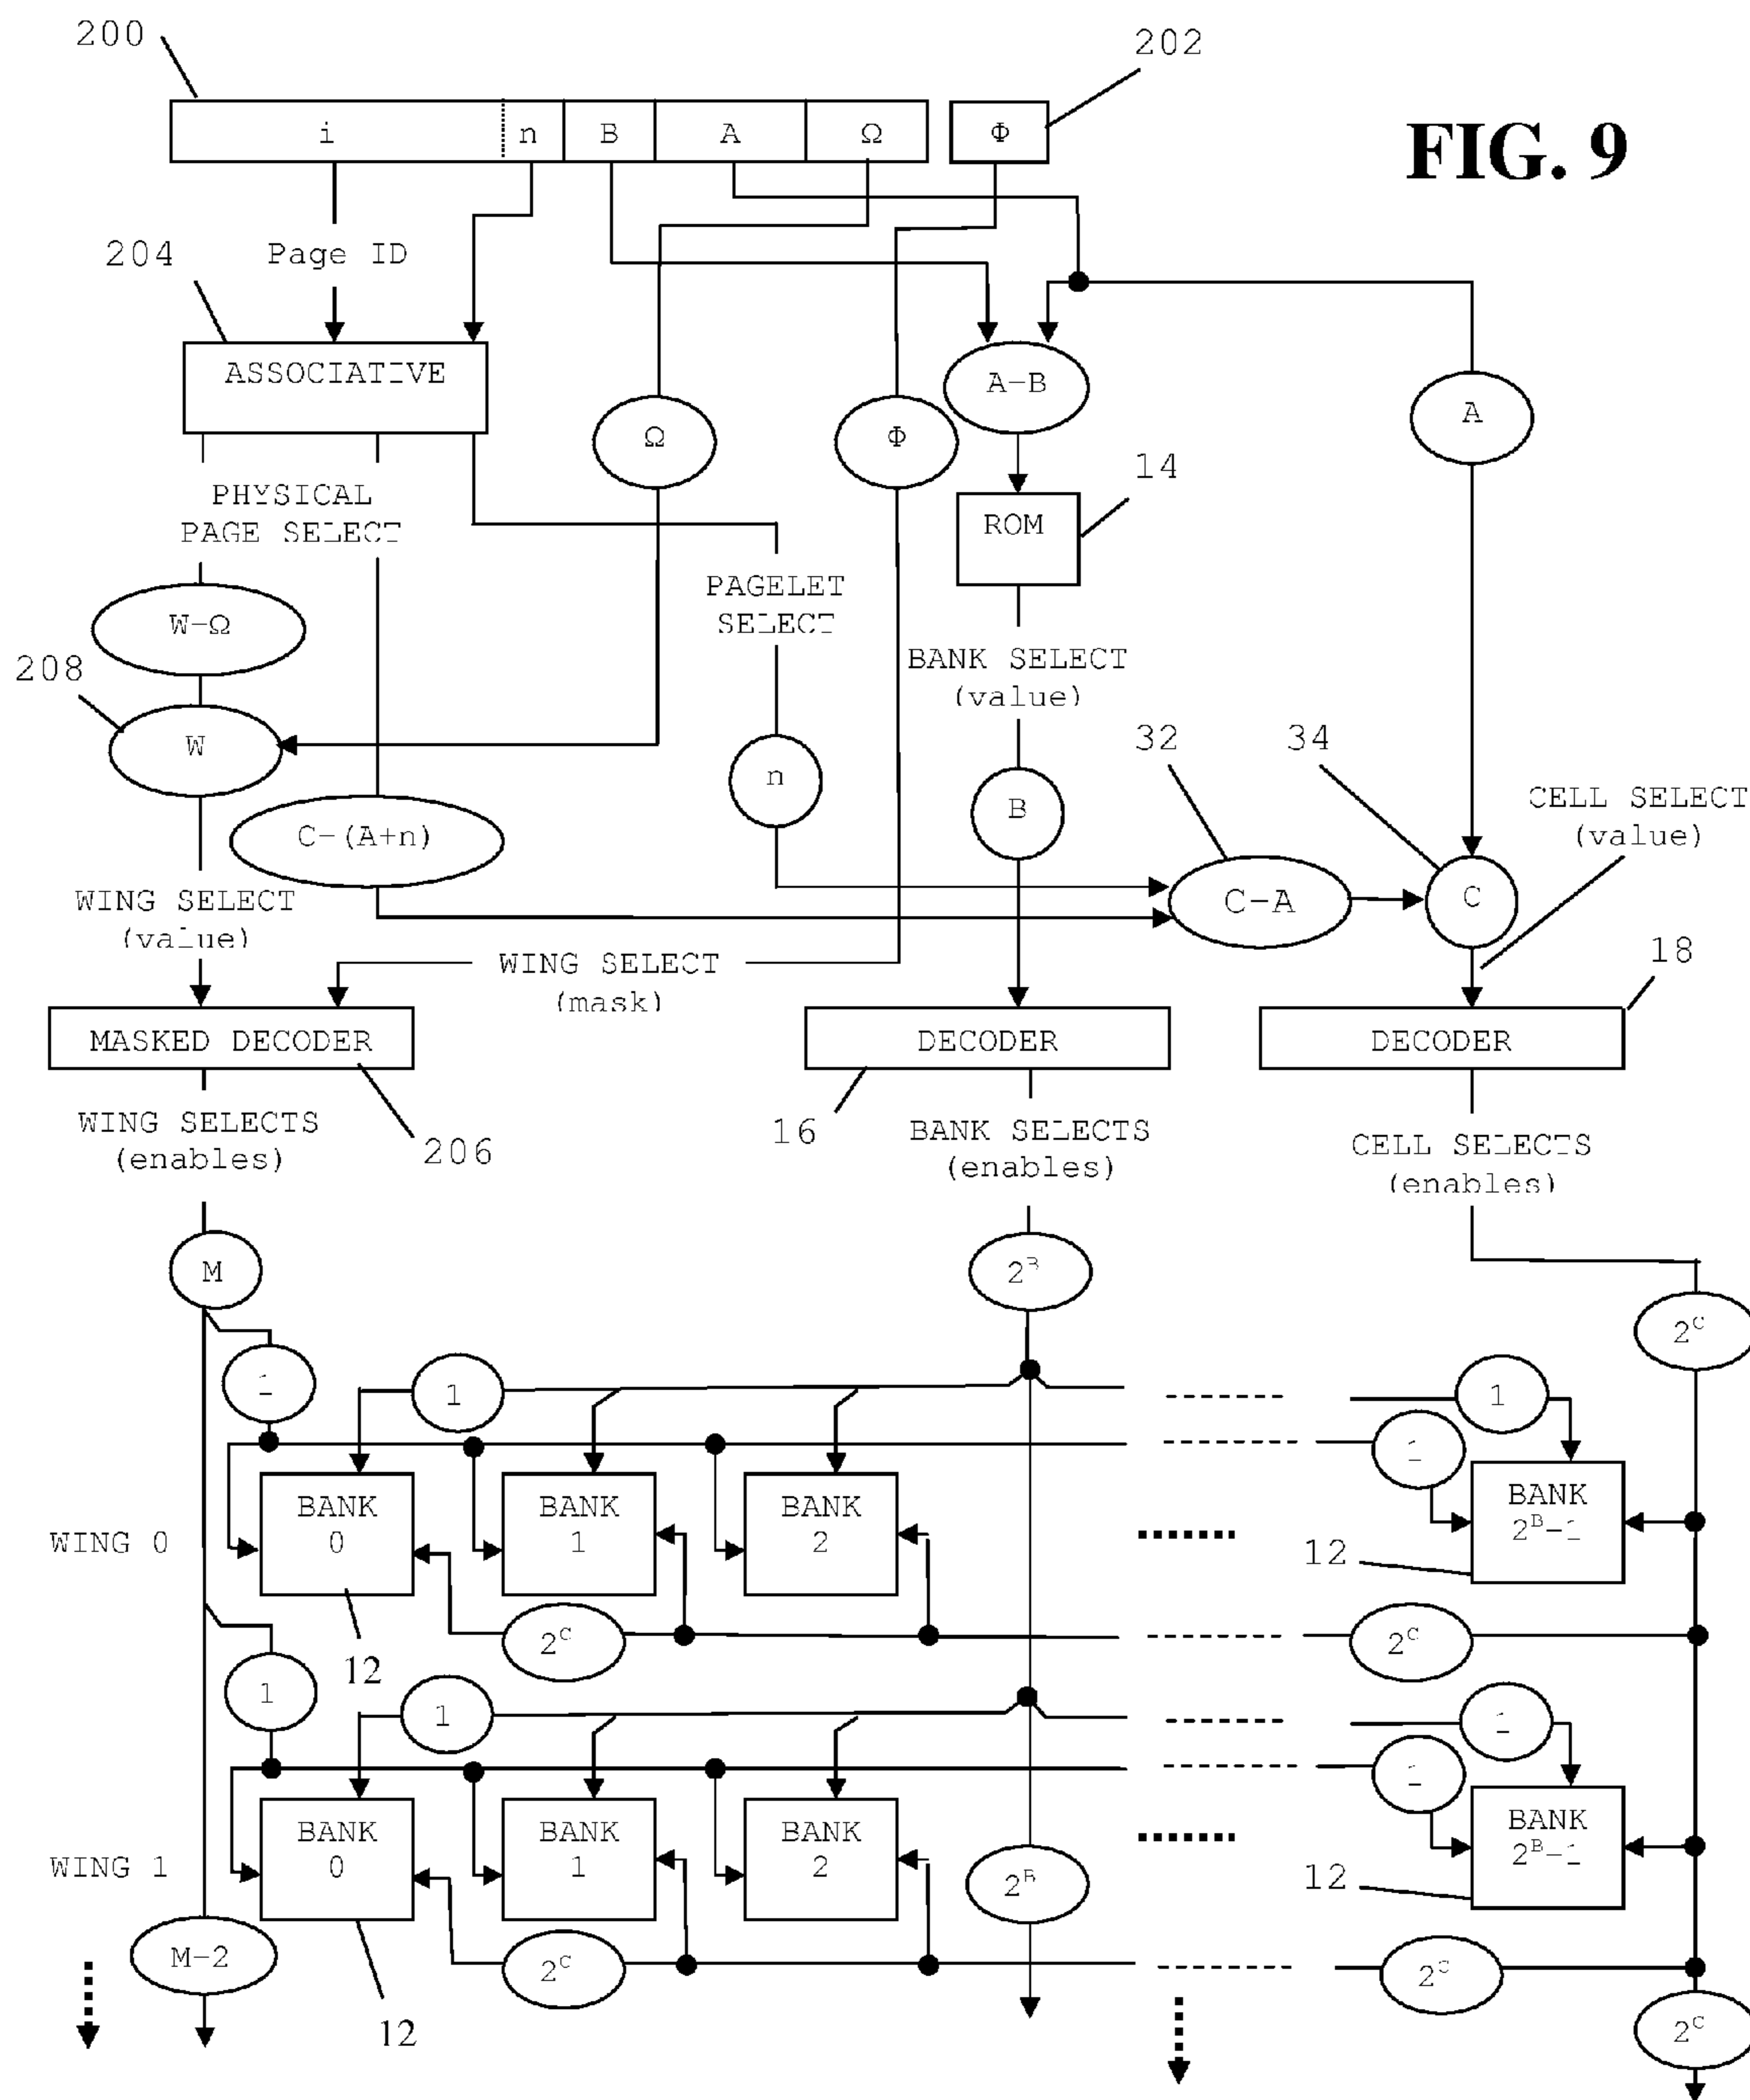 200
202
FIG. 9
i n B A Ω Φ
204
Page ID
ASSOCIATIVE
A-B
A
Ω
Φ
14
PHYSICAL
PAGE SELECT
ROM
PAGELET
SELECT
W-Ω
208
BANK SELECT
(value)
W
n
B
32
34
CELL SELECT
(value)
C-(A+n)
C-A
C
WING SELECT
(value)
WING SELECT
(mask)
18
MASKED DECODER
DECODER
DECODER
WING SELECTS
(enables)
206
16
BANK SELECTS
(enables)
CELL SELECTS
(enables)
M
2^B
2^C
1
1
1
1
WING 0
BANK
0
BANK
1
BANK
2
BANK
2^B-1
12
2^C
2^C
12
1
1
1
1
WING 1
BANK
0
BANK
1
BANK
2
BANK
2^B-1
12
2^B
M-2
2^C
2^C
12
2^C